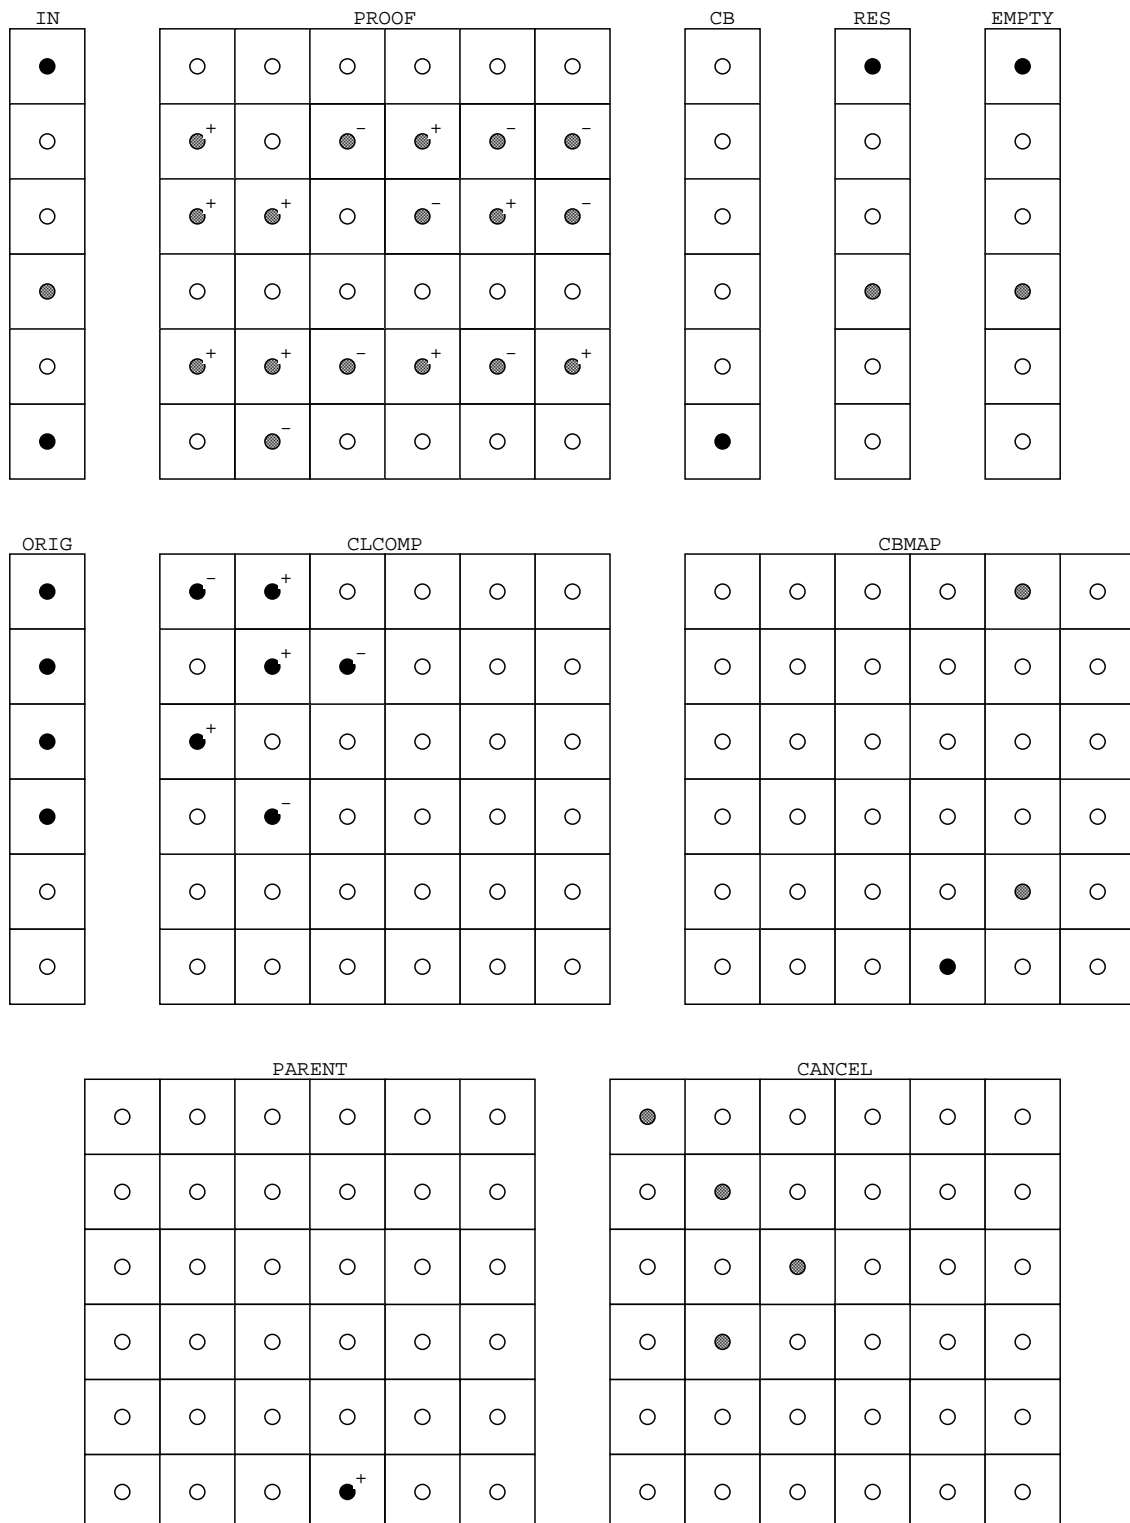 IN PROOF CB RES EMPTY
+ - + - -
+ + - + -
+ + - + - +
-
ORIG CLCOMP CBMAP
- +
+ -
+
-
PARENT CANCEL
+